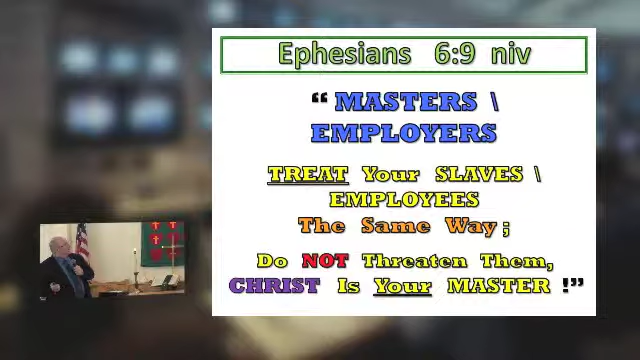 Ephesians 6:9 niv
“ MASTERS \
EMPLOYERS
TREAT Your SLAVES \
EMPLOYEES
The Same Way ;
Do NOT Threaten Them,
CHRIST Is Your MASTER !”